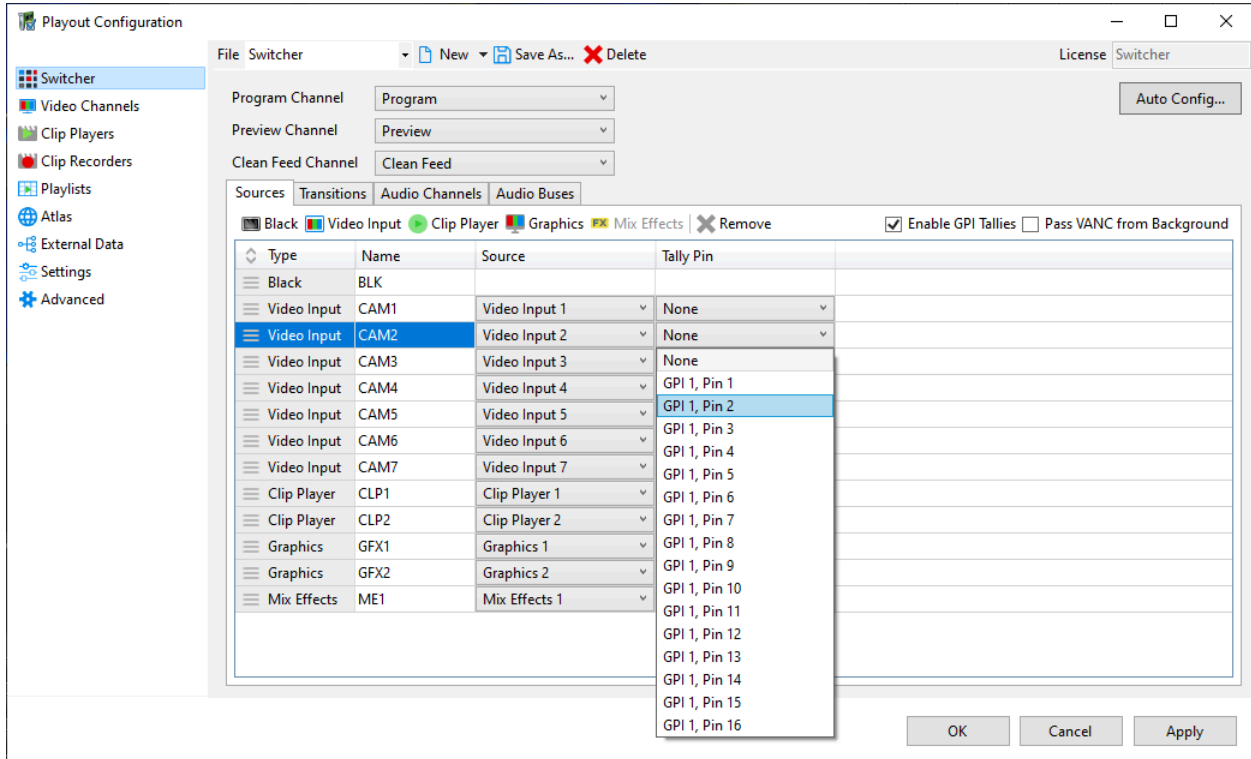 Playout Configuration
File Switcher New Save As... Delete License Switcher
Switcher
Video Channels
Clip Players
Clip Recorders
Playlists
Atlas
External Data
Settings
Advanced
Program Channel Program Auto Config...
Preview Channel Preview
Clean Feed Channel Clean Feed
Sources Transitions Audio Channels Audio Buses
Black Video Input Clip Player Graphics FX Mix Effects Remove Enable GPI Tallies Pass VANC from Background
Type Name Source Tally Pin
Black BLK
Video Input CAM1 Video Input 1 None
Video Input CAM2 Video Input 2 None
Video Input CAM3 Video Input 3
Video Input CAM4 Video Input 4
Video Input CAM5 Video Input 5
Video Input CAM6 Video Input 6
Video Input CAM7 Video Input 7
Clip Player CLP1 Clip Player 1
Clip Player CLP2 Clip Player 2
Graphics GFX1 Graphics 1
Graphics GFX2 Graphics 2
Mix Effects ME1 Mix Effects 1
None
GPI 1, Pin 1
GPI 1, Pin 2
GPI 1, Pin 3
GPI 1, Pin 4
GPI 1, Pin 5
GPI 1, Pin 6
GPI 1, Pin 7
GPI 1, Pin 8
GPI 1, Pin 9
GPI 1, Pin 10
GPI 1, Pin 11
GPI 1, Pin 12
GPI 1, Pin 13
GPI 1, Pin 14
GPI 1, Pin 15
GPI 1, Pin 16
OK Cancel Apply